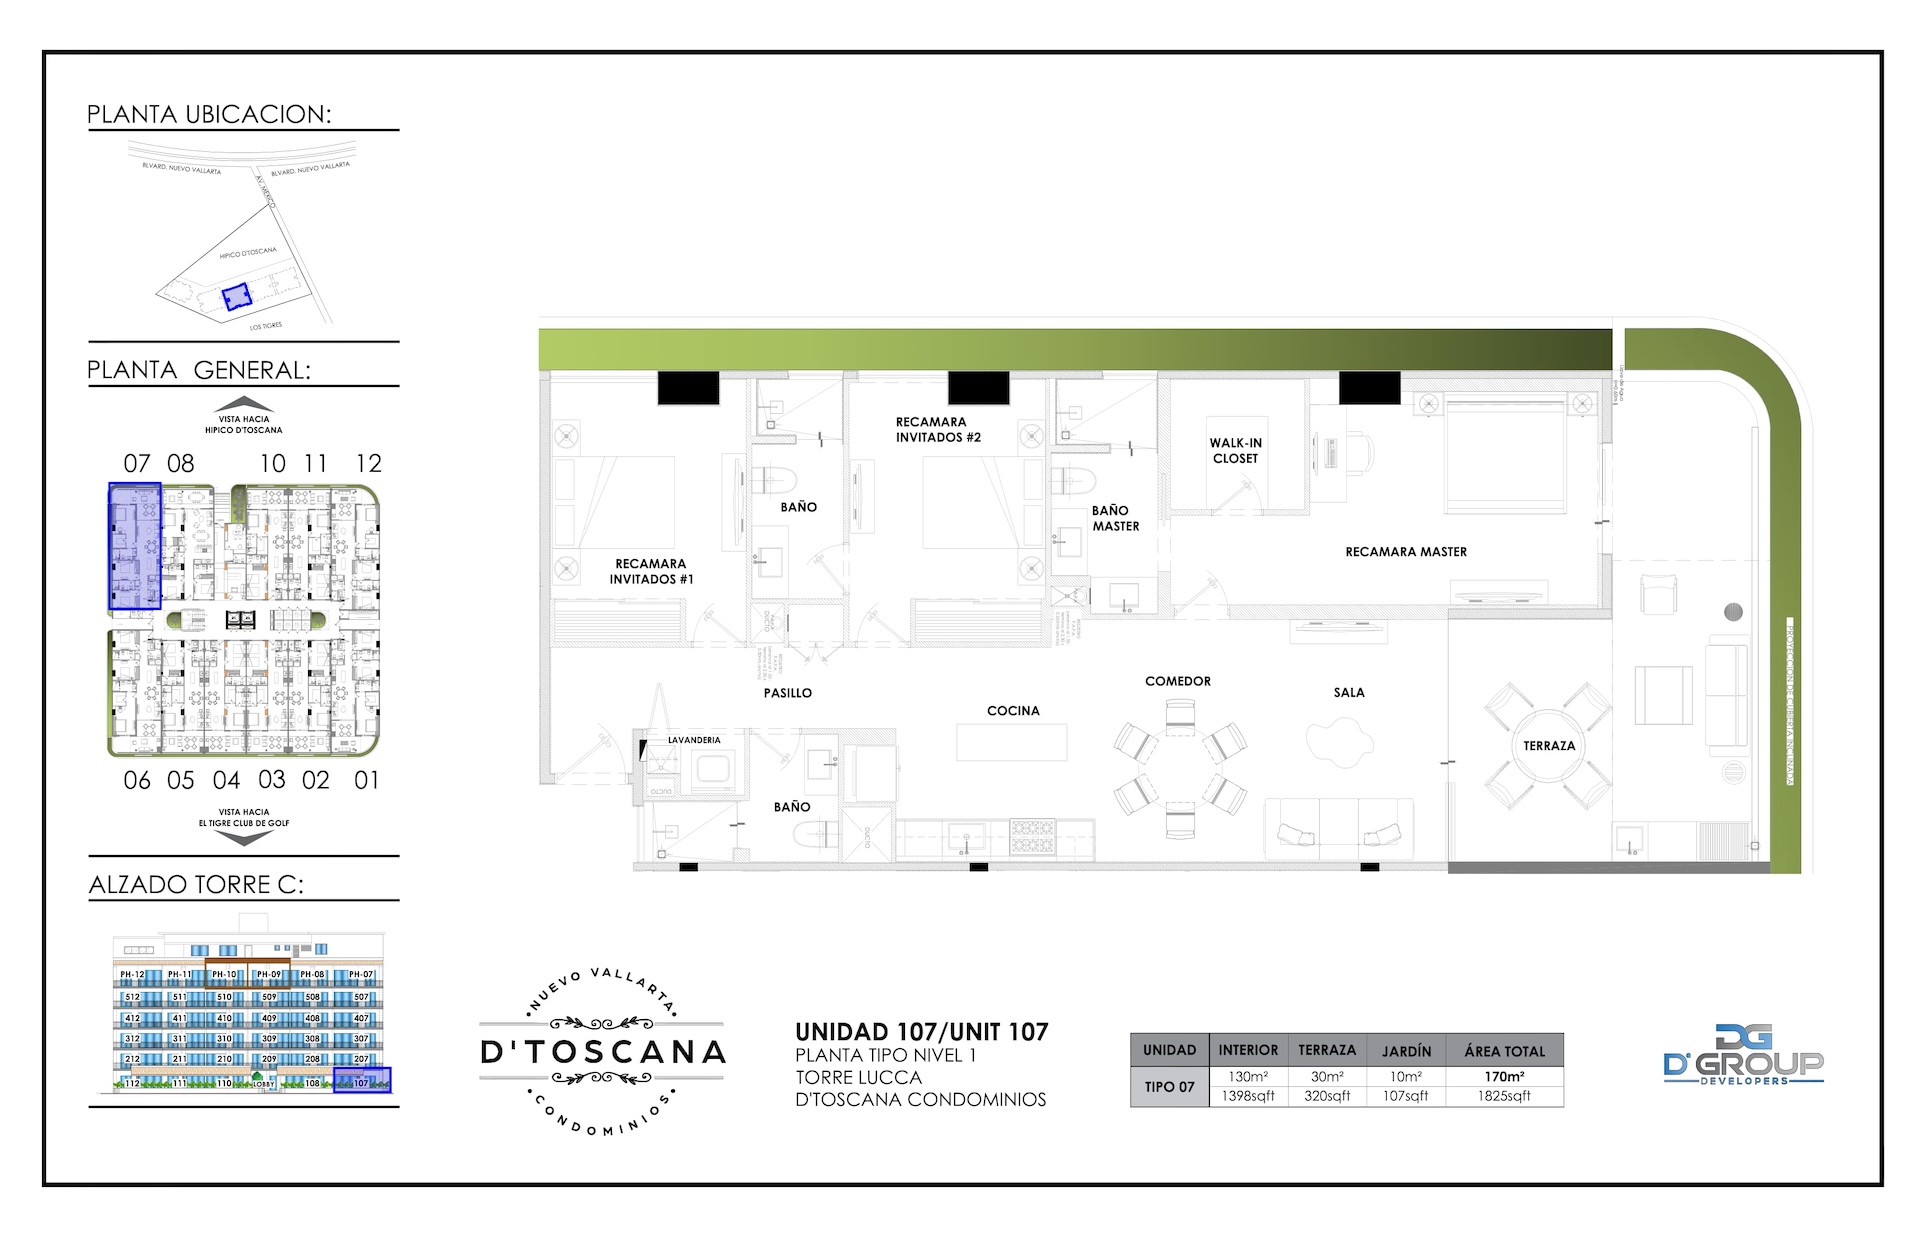 PLANTA UBICACION:
BLVARD. NUEVO VALLARTA
BLVARD. NUEVO VALLARTA
AV. MEXICO
HIPICO D'TOSCANA
LOS TIGRES
PLANTA GENERAL:
VISTA HACIA
HIPICO D'TOSCANA
07 08 10 11 12
06 05 04 03 02 01
VISTA HACIA
EL TIGRE CLUB DE GOLF
ALZADO TORRE C:
PH-12 PH-11 PH-10 PH-09 PH-08 PH-07
512 511 510 509 508 507
412 411 410 409 408 407
312 311 310 309 308 307
212 211 210 209 208 207
112 111 110 LOBBY 108 107
RECAMARA
INVITADOS #1
BAÑO
RECAMARA
INVITADOS #2
BAÑO
MASTER
WALK-IN
CLOSET
RECAMARA MASTER
DUCTO
PASILLO
COCINA
COMEDOR
SALA
TERRAZA
LAVANDERIA
DUCTO
BAÑO
DUCTO
PROYECCION DE CUBIERTA INCLINADA
NUEVO VALLARTA
D'TOSCANA
CONDOMINIOS
UNIDAD 107/UNIT 107
PLANTA TIPO NIVEL 1
TORRE LUCCA
D'TOSCANA CONDOMINIOS
UNIDAD INTERIOR TERRAZA JARDÍN ÁREA TOTAL
TIPO 07 130m² 30m² 10m² 170m²
1398sqft 320sqft 107sqft 1825sqft
DG
D'GROUP
DEVELOPERS